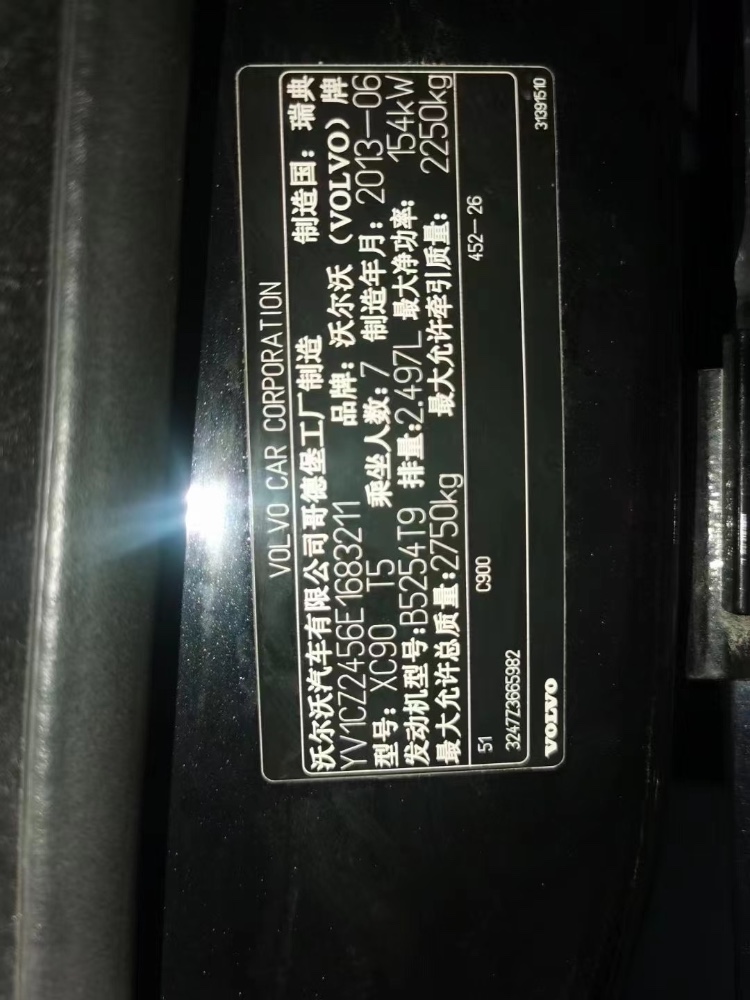 VOLVO CAR CORPORATION
沃尔沃汽车有限公司哥德堡工厂制造 制造国：瑞典
YV1CZ2456E1683211 品牌：沃尔沃（VOLVO）牌
型号：XC90 T5 乘坐人数：7 制造年月：2013—06
发动机型号：B5254T9 排量：2.497L 最大净功率：154kW
最大允许总质量：2750kg 最大允许牵引质量：2250kg
51 C900 452—26
3247Z3665982
VOLVO 31391510